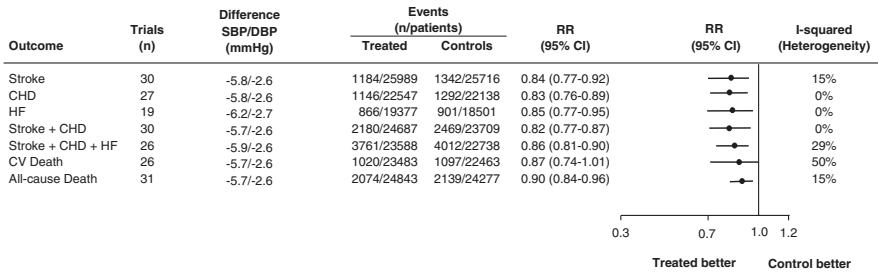 Outcome Trials (n) Difference SBP/DBP (mmHg) Events (n/patients) Treated Controls RR (95% CI) RR (95% CI) I-squared (Heterogeneity)
Stroke 30 -5.8/-2.6 1184/25989 1342/25716 0.84 (0.77-0.92) 15%
CHD 27 -5.8/-2.6 1146/22547 1292/22138 0.83 (0.76-0.89) 0%
HF 19 -6.2/-2.7 866/19377 901/18501 0.85 (0.77-0.95) 0%
Stroke + CHD 30 -5.7/-2.6 2180/24687 2469/23709 0.82 (0.77-0.87) 0%
Stroke + CHD + HF 26 -5.9/-2.6 3761/23588 4012/22738 0.86 (0.81-0.90) 29%
CV Death 26 -5.7/-2.6 1020/23483 1097/22463 0.87 (0.74-1.01) 50%
All-cause Death 31 -5.7/-2.6 2074/24843 2139/24277 0.90 (0.84-0.96) 15%
0.3 0.7 1.0 1.2
Treated better Control better